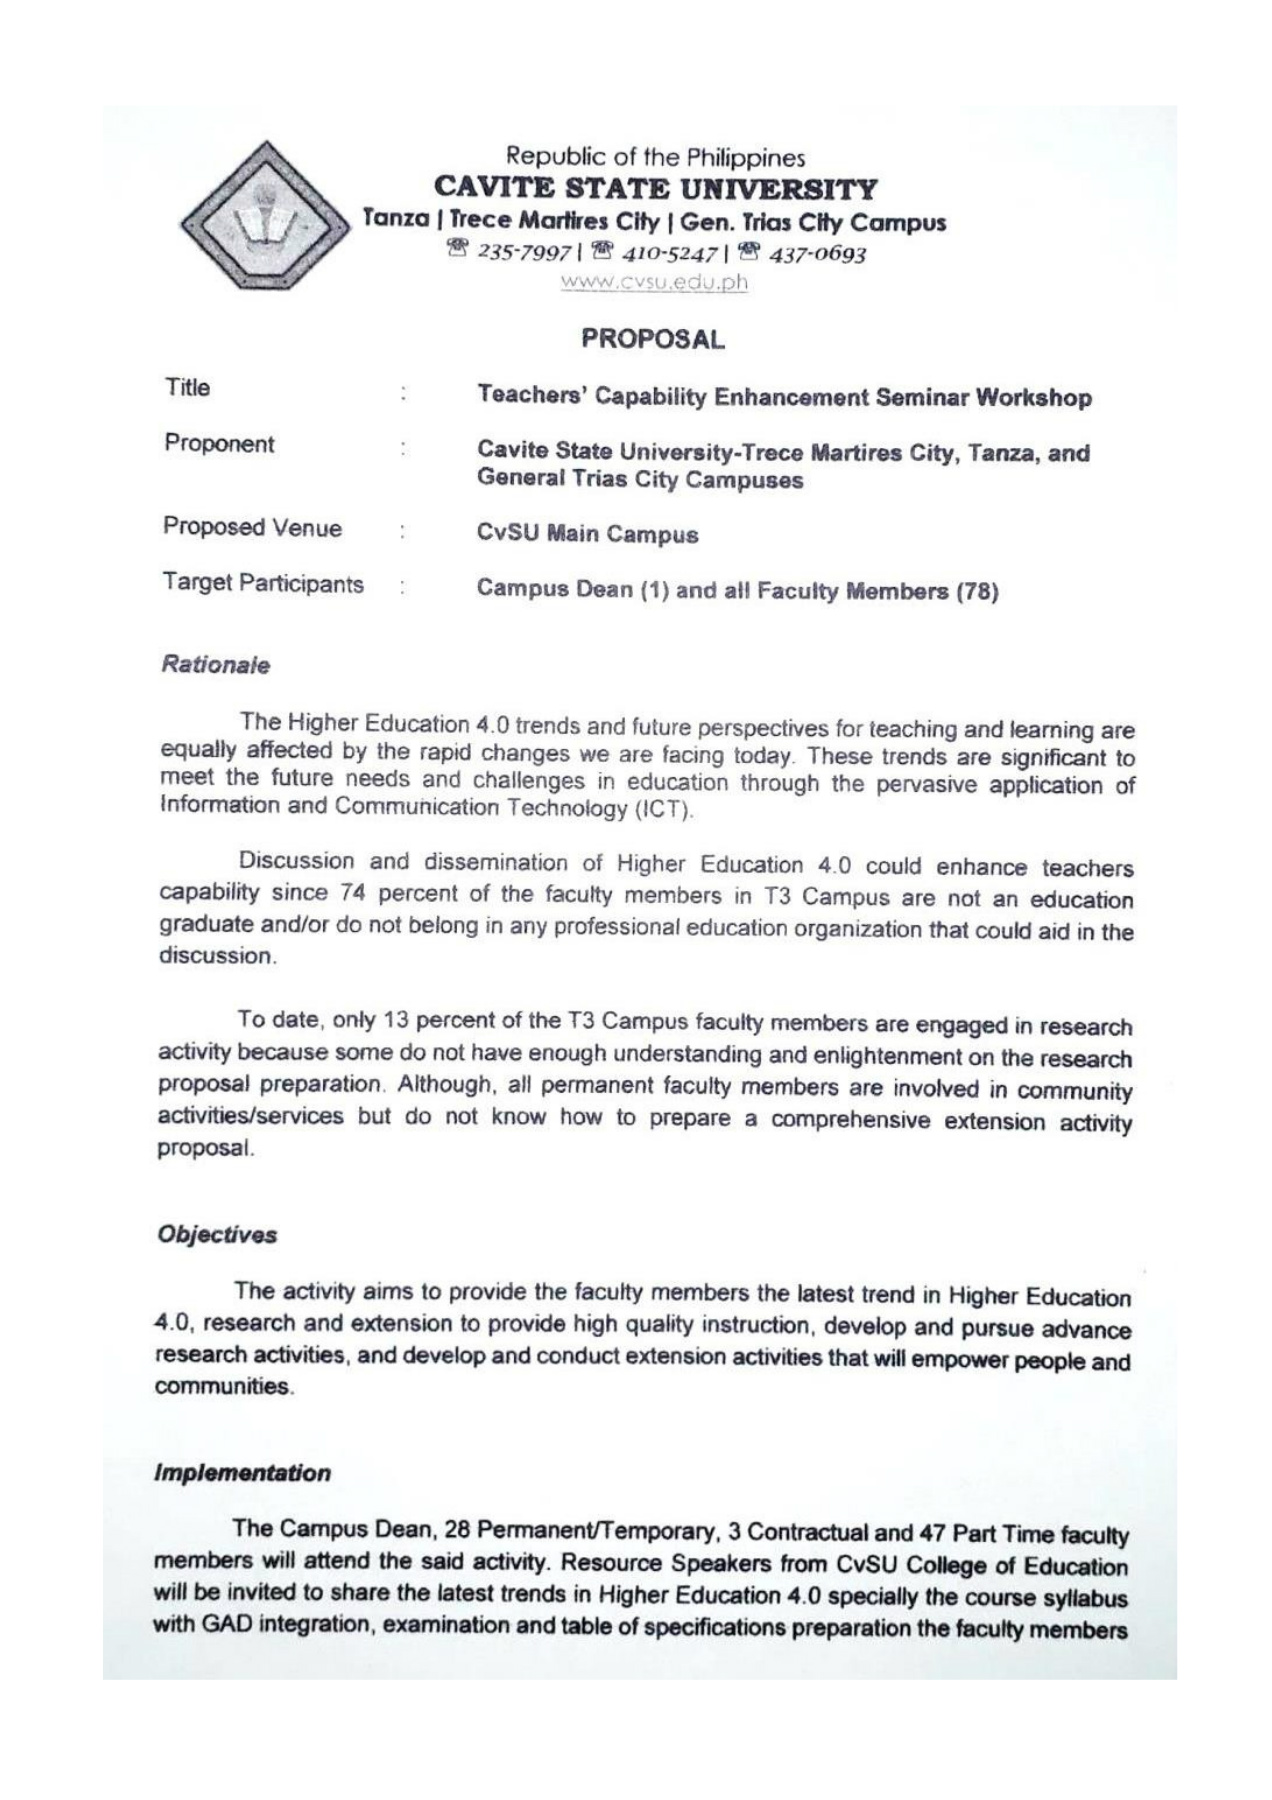 Republic of the Philippines
CAVITE STATE UNIVERSITY
Tanza | Trece Martires City | Gen. Trias City Campus
☎ 235-7997 | ☎ 410-5247 | ☎ 437-0693
www.cvsu.edu.ph
PROPOSAL
Title : Teachers' Capability Enhancement Seminar Workshop
Proponent : Cavite State University-Trece Martires City, Tanza, and
General Trias City Campuses
Proposed Venue : CvSU Main Campus
Target Participants : Campus Dean (1) and all Faculty Members (78)
Rationale
The Higher Education 4.0 trends and future perspectives for teaching and learning are
equally affected by the rapid changes we are facing today. These trends are significant to
meet the future needs and challenges in education through the pervasive application of
Information and Communication Technology (ICT).
Discussion and dissemination of Higher Education 4.0 could enhance teachers
capability since 74 percent of the faculty members in T3 Campus are not an education
graduate and/or do not belong in any professional education organization that could aid in the
discussion.
To date, only 13 percent of the T3 Campus faculty members are engaged in research
activity because some do not have enough understanding and enlightenment on the research
proposal preparation. Although, all permanent faculty members are involved in community
activities/services but do not know how to prepare a comprehensive extension activity
proposal.
Objectives
The activity aims to provide the faculty members the latest trend in Higher Education
4.0, research and extension to provide high quality instruction, develop and pursue advance
research activities, and develop and conduct extension activities that will empower people and
communities.
Implementation
The Campus Dean, 28 Permanent/Temporary, 3 Contractual and 47 Part Time faculty
members will attend the said activity. Resource Speakers from CvSU College of Education
will be invited to share the latest trends in Higher Education 4.0 specially the course syllabus
with GAD integration, examination and table of specifications preparation the faculty members